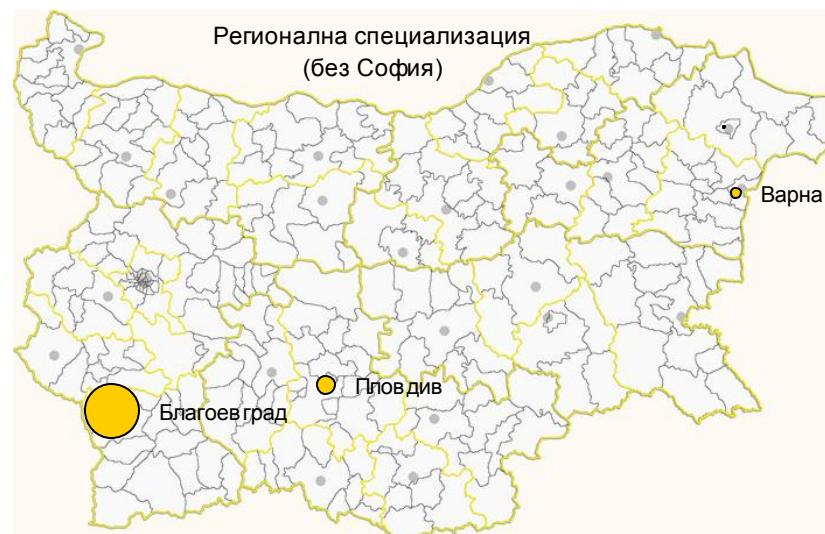 Регионална специализация
(без София)
Варна
Пловдив
Благоевград